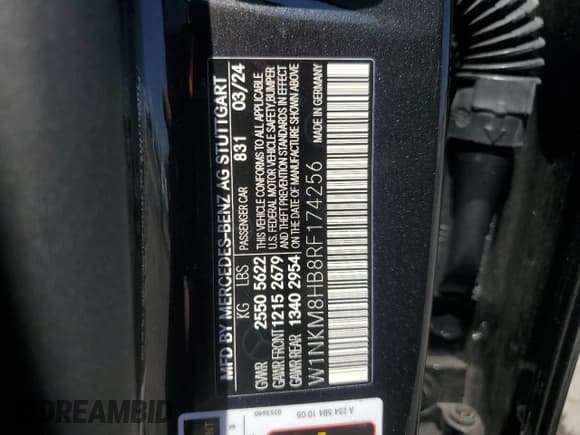 MFD BY MERCEDES-BENZ AG STUTTGART
PASSENGER CAR 831 03/24
KG LBS
THIS VEHICLE CONFORMS TO ALL APPLICABLE
U.S. FEDERAL MOTOR VEHICLE SAFETY,BUMPER
AND THEFT PREVENTION STANDARDS IN EFFECT
ON THE DATE OF MANUFACTURE SHOWN ABOVE
GVWR 2550 5622
GAWR FRONT 1215 2679
GAWR REAR 1340 2954
MADE IN GERMANY
W1NKM8HB8RF174256
A 254 584 10 05
IDREAMBID